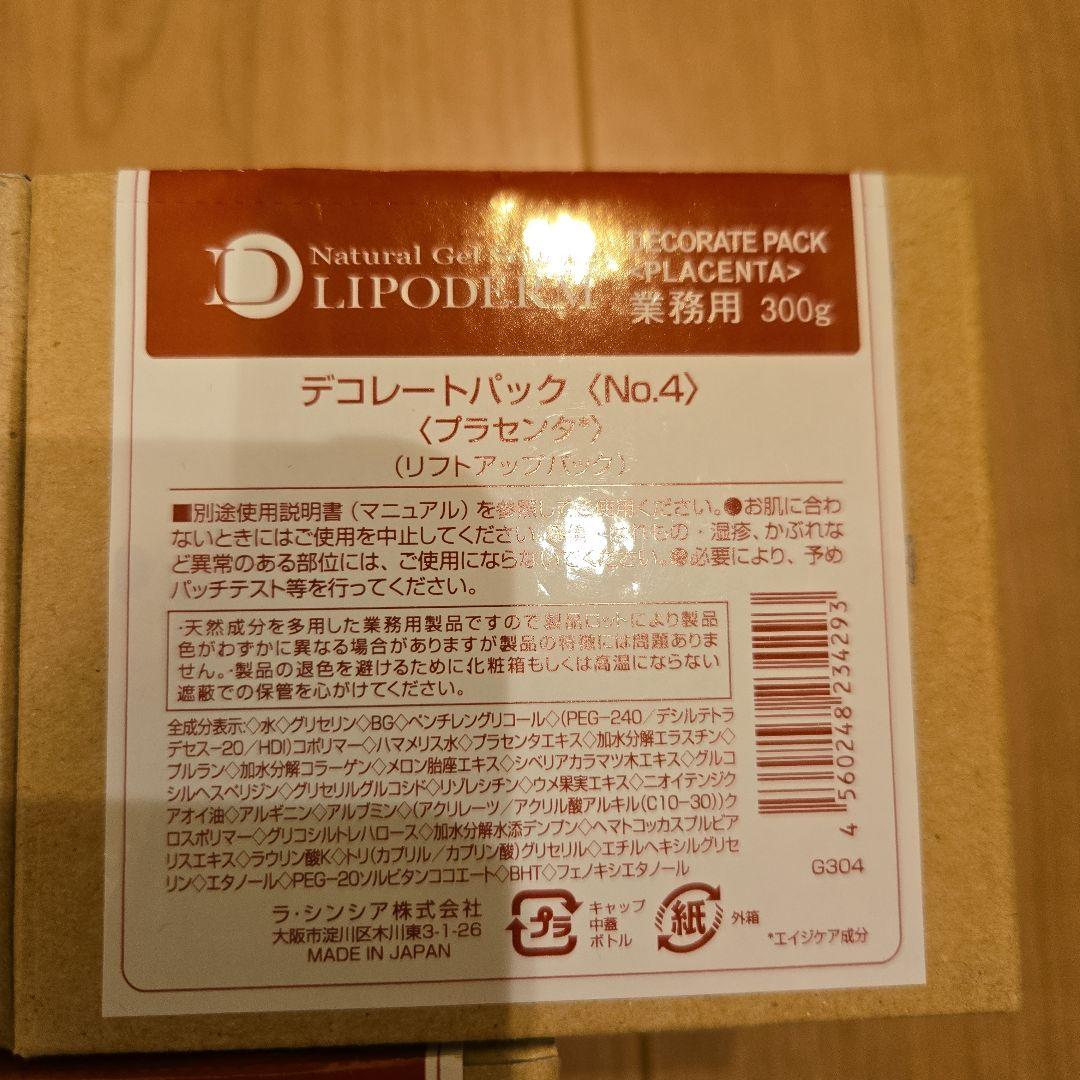 Natural Gel
LIPODERM
DECORATE PACK
<PLACENTA>
業務用 300g
デコレートパック〈No.4〉
〈プラセンタ*〉
(リフトアップパック)
■別途使用説明書(マニュアル)を参照しご使用ください。●お肌に合わ
ないときにはご使用を中止してください。・湿疹、かぶれな
ど異常のある部位には、ご使用にならないでください。●必要により、予め
パッチテスト等を行ってください。
・天然成分を多用した業務用製品ですので製品ロットにより製品
色がわずかに異なる場合がありますが製品の特徴には問題ありま
せん。・製品の退色を避けるために化粧箱もしくは高温にならない
遮蔽での保管を心がけてください。
全成分表示:◇水◇グリセリン◇BG◇ペンチレングリコール◇(PEG-240/デシルテトラ
デセス-20/HDI)コポリマー◇ハマメリス水◇プラセンタエキス◇加水分解エラスチン◇
プルラン◇加水分解コラーゲン◇メロン胎座エキス◇シベリアカラマツ木エキス◇グルコ
シルヘスペリジン◇グリセリルグルコシド◇リゾレシチン◇ウメ果実エキス◇ニオイテンジク
アオイ油◇アルギニン◇アルブミン◇(アクリレーツ/アクリル酸アルキル(C10-30))ク
ロスポリマー◇グリコシルトレハロース◇加水分解水添デンプン◇ヘマトコッカスプルビア
リスエキス◇ラウリン酸K◇トリ(カプリル/カプリン酸)グリセリル◇エチルヘキシルグリセ
リン◇エタノール◇PEG-20ソルビタンココエート◇BHT◇フェノキシエタノール
4 560248 234293
G304
ラ・シンシア株式会社
大阪市淀川区木川東3-1-26
MADE IN JAPAN
プラ
キャップ
中蓋
ボトル
紙
外箱
*エイジケア成分